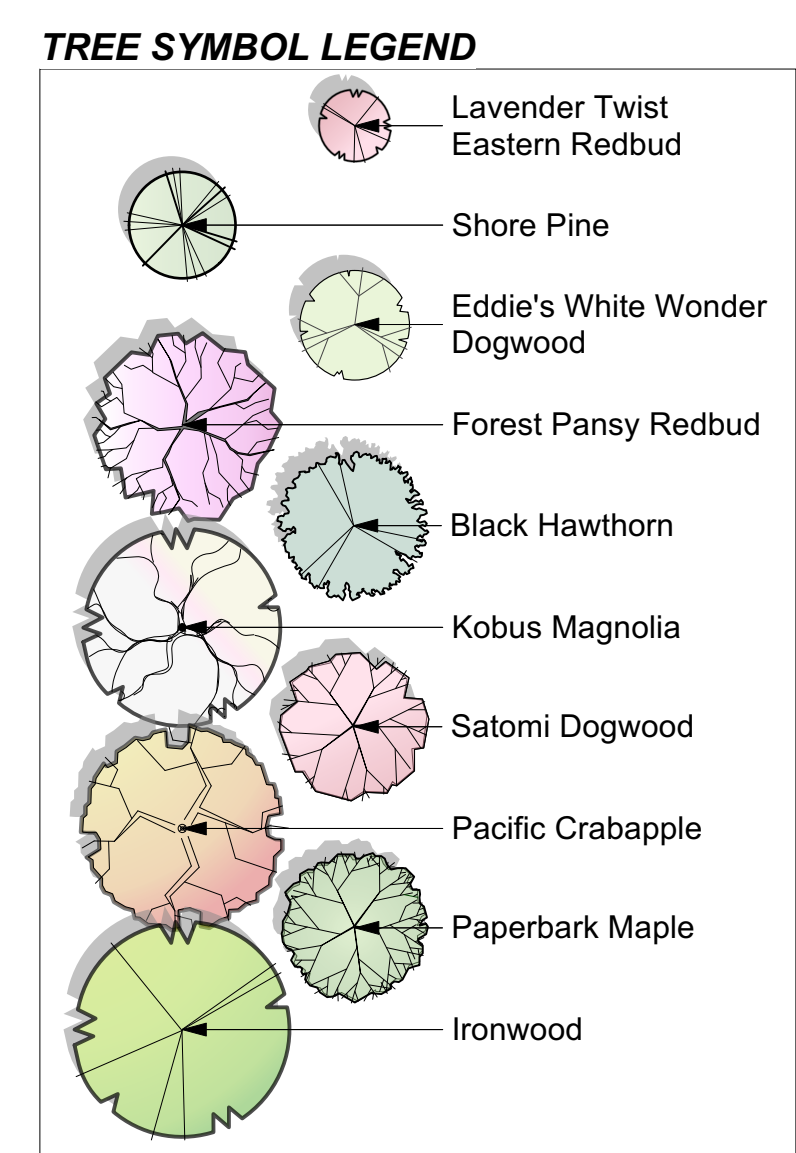 TREE SYMBOL LEGEND
Lavender Twist
Eastern Redbud
Shore Pine
Eddie's White Wonder
Dogwood
Forest Pansy Redbud
Black Hawthorn
Kobus Magnolia
Satomi Dogwood
Pacific Crabapple
Paperbark Maple
Ironwood